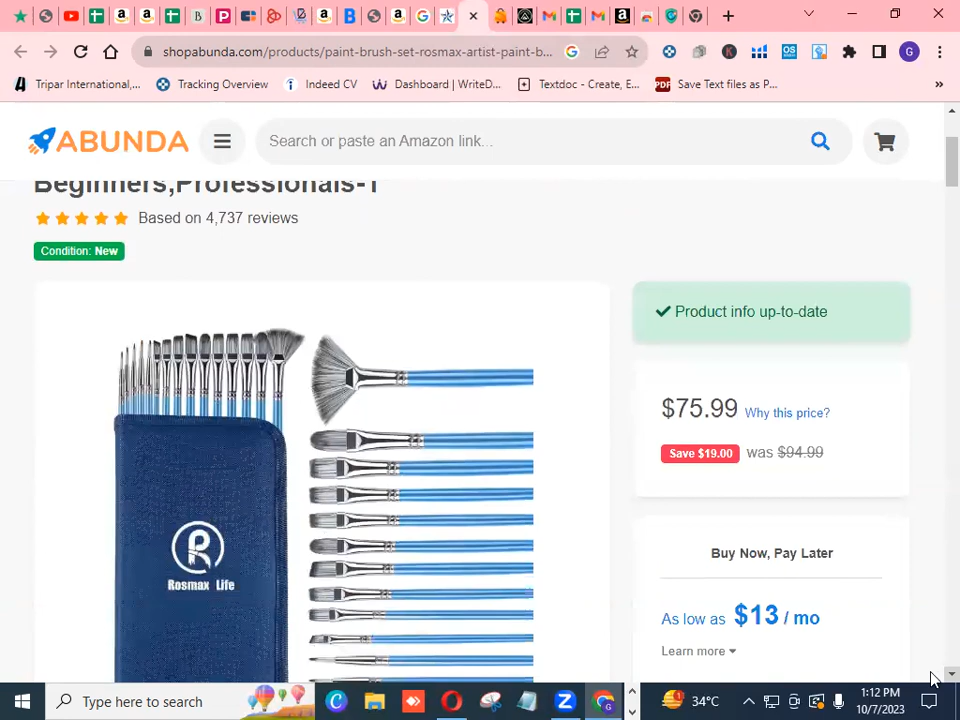 shopabunda.com/products/paint-brush-set-rosmax-artist-paint-b...
Tripar International,...
Tracking Overview
Indeed CV
Dashboard | WriteD...
Textdoc - Create, E...
PDF
Save Text files as P...
»
ABUNDA
Search or paste an Amazon link...
Beginners,Professionals-1
Based on 4,737 reviews
Condition: New
Product info up-to-date
$75.99 Why this price?
Save $19.00 was $94.99
Buy Now, Pay Later
As low as $13 / mo
Learn more
R
Rosmax Life
Type here to search
34°C
1:12 PM
10/7/2023